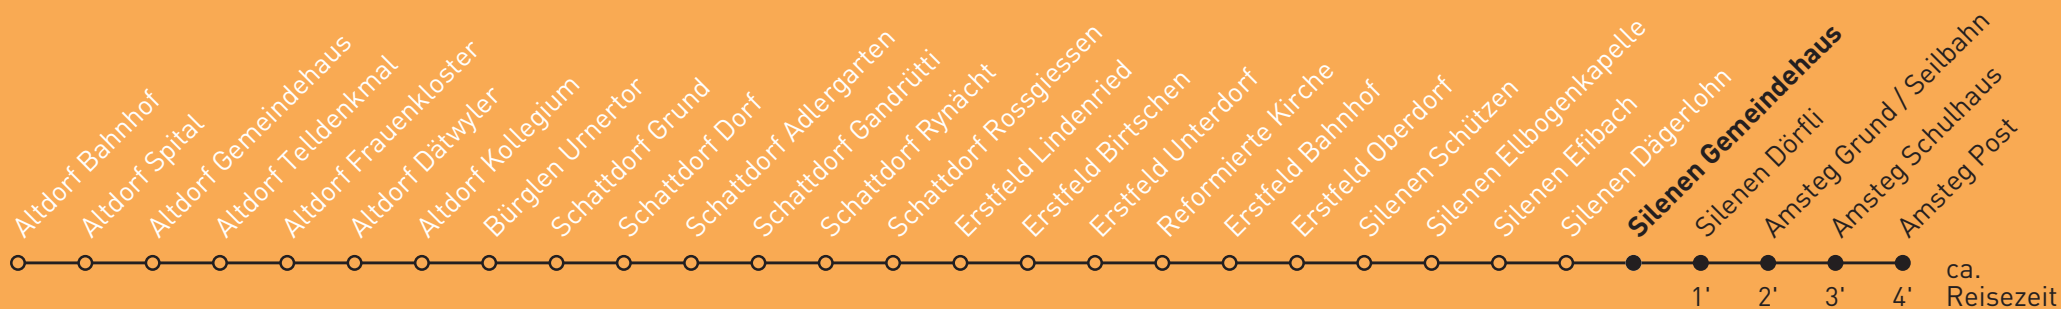 Altdorf Bahnhof
Altdorf Spital
Altdorf Gemeindehaus
Altdorf Telldenkmal
Altdorf Frauenkloster
Altdorf Dätwyler
Altdorf Kollegium
Bürglen Urnertor
Schattdorf Grund
Schattdorf Dorf
Schattdorf Adlergarten
Schattdorf Gandrütti
Schattdorf Rynächt
Schattdorf Rossgiessen
Erstfeld Lindenried
Erstfeld Birtschen
Erstfeld Unterdorf
Reformierte Kirche
Erstfeld Bahnhof
Erstfeld Oberdorf
Silenen Schützen
Silenen Ellbogenkapelle
Silenen Efibach
Silenen Dägerlohn
Silenen Gemeindehaus
Silenen Dörfli
Amsteg Grund / Seilbahn
Amsteg Schulhaus
Amsteg Post
ca.
1' 2' 3' 4' Reisezeit